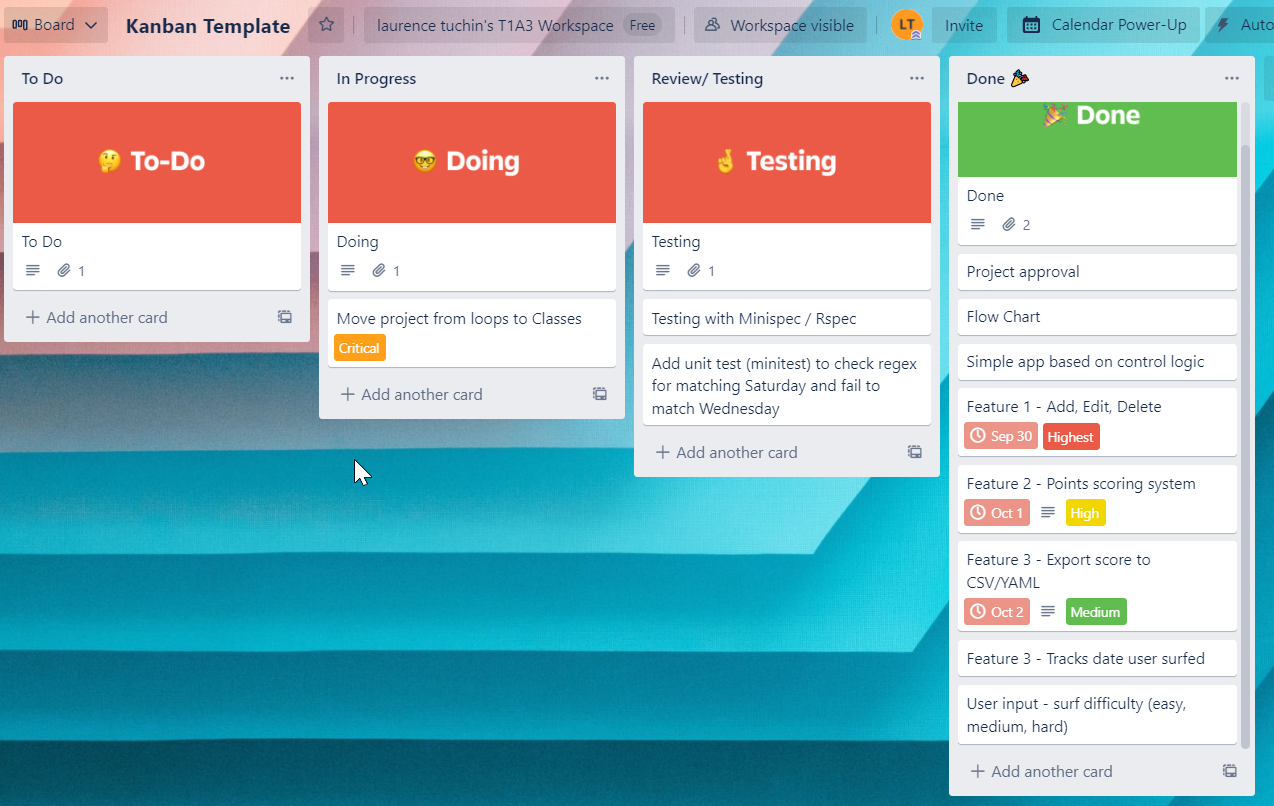 Board
Kanban Template
laurence tuchin's T1A3 Workspace Free
Workspace visible
LT
Invite
Calendar Power-Up
Auto
To Do
🤔 To-Do
To Do
1
+ Add another card
In Progress
🤓 Doing
Doing
1
Move project from loops to Classes
Critical
+ Add another card
Review/ Testing
🤞 Testing
Testing
1
Testing with Minispec / Rspec
Add unit test (minitest) to check regex
for matching Saturday and fail to
match Wednesday
+ Add another card
Done 🎉
🎉 Done
Done
2
Project approval
Flow Chart
Simple app based on control logic
Feature 1 - Add, Edit, Delete
Sep 30 Highest
Feature 2 - Points scoring system
Oct 1 High
Feature 3 - Export score to
CSV/YAML
Oct 2 Medium
Feature 3 - Tracks date user surfed
User input - surf difficulty (easy,
medium, hard)
+ Add another card